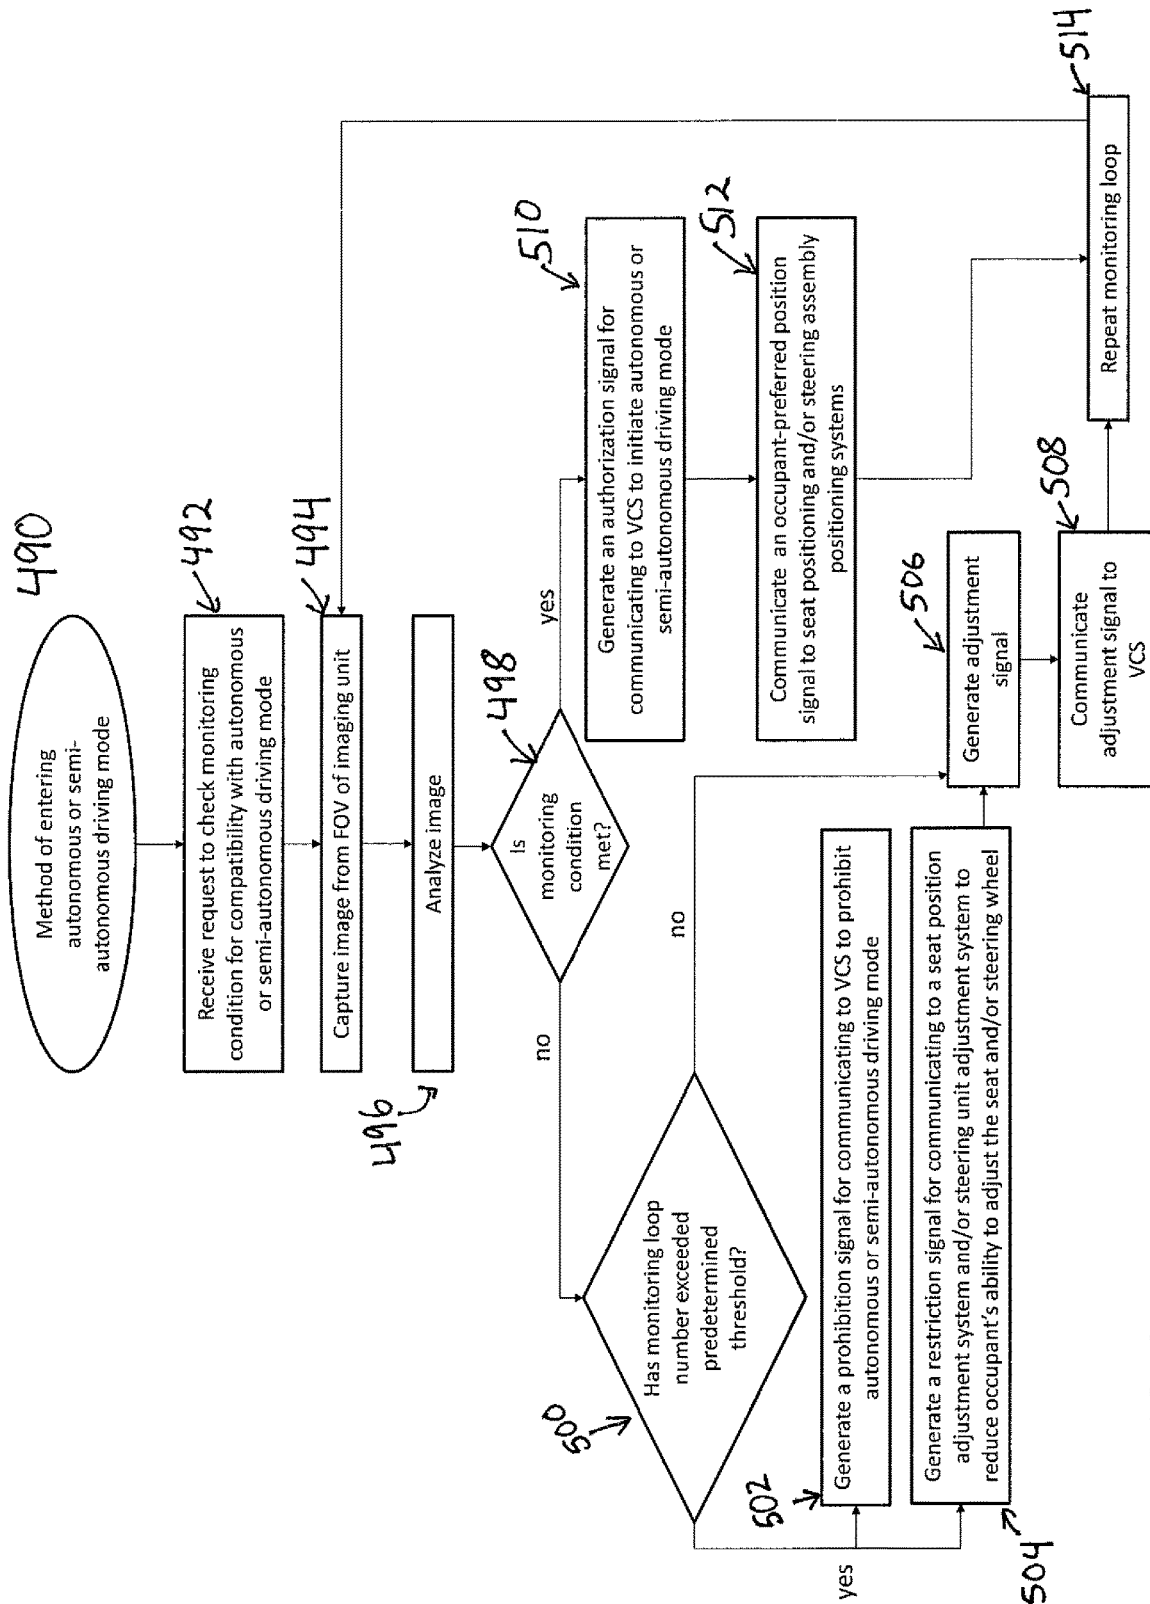 490
Method of entering
autonomous or semi-
autonomous driving mode
492
Receive request to check monitoring
condition for compatibility with autonomous
or semi-autonomous driving mode
494
Capture image from FOV of imaging unit
496
Analyze image
498
Is
monitoring
condition
met?
yes
no
510
Generate an authorization signal for
communicating to VCS to initiate autonomous or
semi-autonomous driving mode
512
Communicate an occupant-preferred position
signal to seat positioning and/or steering assembly
positioning systems
500
Has monitoring loop
number exceeded
predetermined
threshold?
no
yes
502
Generate a prohibition signal for communicating to VCS to prohibit
autonomous or semi-autonomous driving mode
504
Generate a restriction signal for communicating to a seat position
adjustment system and/or steering unit adjustment system to
reduce occupant's ability to adjust the seat and/or steering wheel
506
Generate adjustment
signal
508
Communicate
adjustment signal to
VCS
514
Repeat monitoring loop